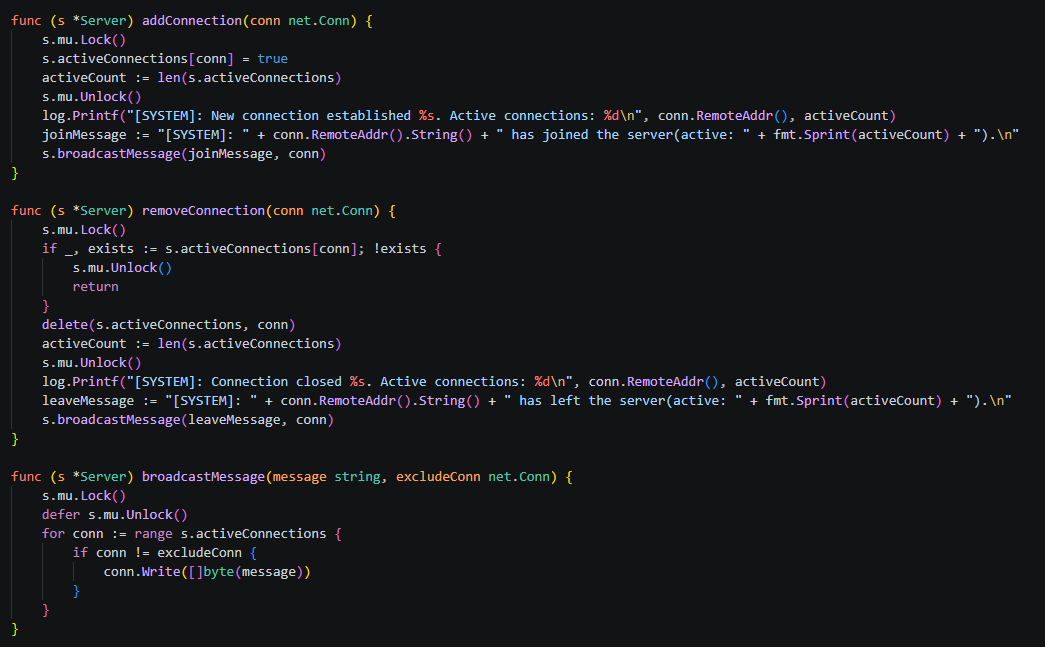 func (s *Server) addConnection(conn net.Conn) {
    s.mu.Lock()
    s.activeConnections[conn] = true
    activeCount := len(s.activeConnections)
    s.mu.Unlock()
    log.Printf("[SYSTEM]: New connection established %s. Active connections: %d\n", conn.RemoteAddr(), activeCount)
    joinMessage := "[SYSTEM]: " + conn.RemoteAddr().String() + " has joined the server(active: " + fmt.Sprint(activeCount) + ").\n"
    s.broadcastMessage(joinMessage, conn)
}

func (s *Server) removeConnection(conn net.Conn) {
    s.mu.Lock()
    if _, exists := s.activeConnections[conn]; !exists {
        s.mu.Unlock()
        return
    }
    delete(s.activeConnections, conn)
    activeCount := len(s.activeConnections)
    s.mu.Unlock()
    log.Printf("[SYSTEM]: Connection closed %s. Active connections: %d\n", conn.RemoteAddr(), activeCount)
    leaveMessage := "[SYSTEM]: " + conn.RemoteAddr().String() + " has left the server(active: " + fmt.Sprint(activeCount) + ").\n"
    s.broadcastMessage(leaveMessage, conn)
}

func (s *Server) broadcastMessage(message string, excludeConn net.Conn) {
    s.mu.Lock()
    defer s.mu.Unlock()
    for conn := range s.activeConnections {
        if conn != excludeConn {
            conn.Write([]byte(message))
        }
    }
}